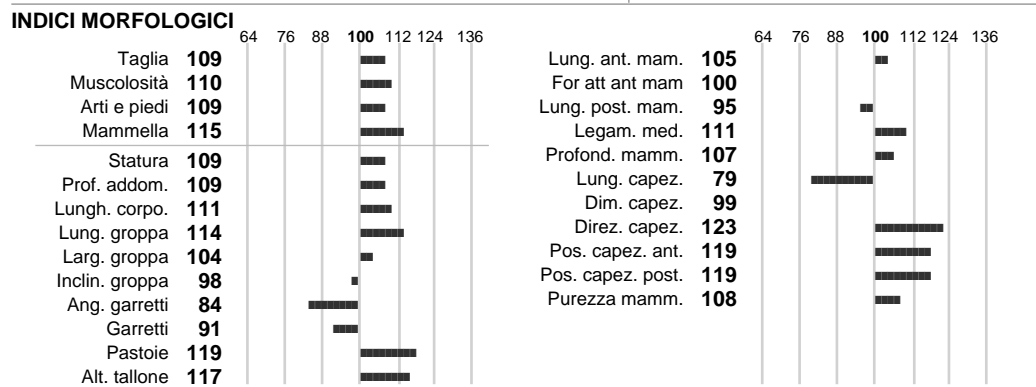 INDICI MORFOLOGICI
64 76 88 100 112 124 136
Taglia 109
Muscolosità 110
Arti e piedi 109
Mammella 115
Statura 109
Prof. addom. 109
Lungh. corpo. 111
Lung. groppa 114
Larg. groppa 104
Inclin. groppa 98
Ang. garretti 84
Garretti 91
Pastoie 119
Alt. tallone 117
64 76 88 100 112 124 136
Lung. ant. mam. 105
For att ant mam 100
Lung. post. mam. 95
Legam. med. 111
Profond. mamm. 107
Lung. capez. 79
Dim. capez. 99
Direz. capez. 123
Pos. capez. ant. 119
Pos. capez. post. 119
Purezza mamm. 108